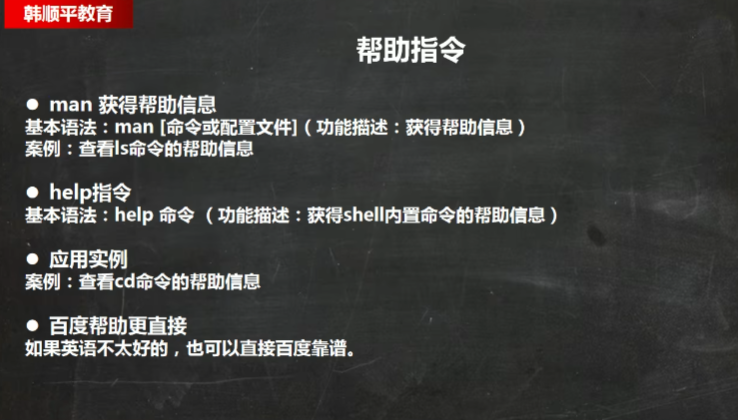 韩顺平教育
帮助指令
● man 获得帮助信息
基本语法：man [命令或配置文件]（功能描述：获得帮助信息）
案例：查看ls命令的帮助信息
● help指令
基本语法：help 命令 （功能描述：获得shell内置命令的帮助信息）
● 应用实例
案例：查看cd命令的帮助信息
● 百度帮助更直接
如果英语不太好的，也可以直接百度靠谱。